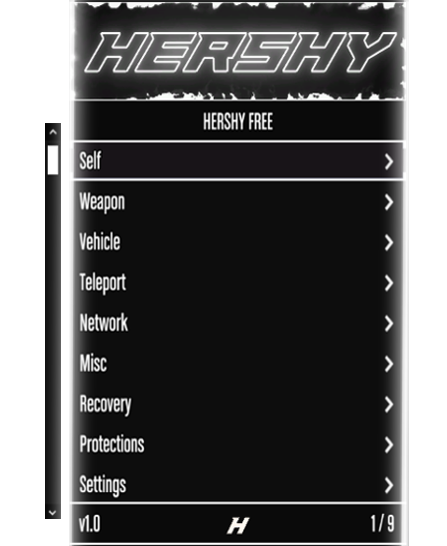 HERSHY
HERSHY FREE
Self
Weapon
Vehicle
Teleport
Network
Misc
Recovery
Protections
Settings
v1.0 H 1/9